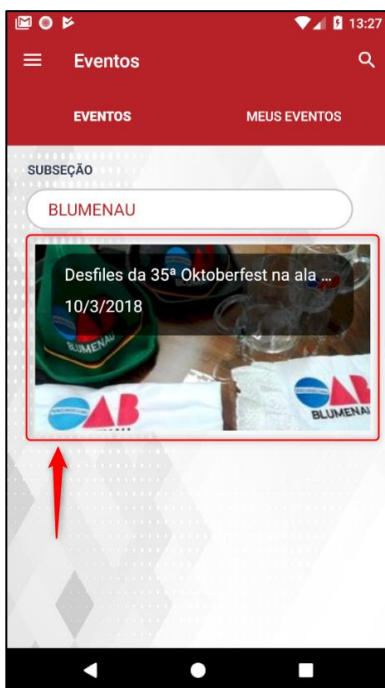 13:27
Eventos
EVENTOS
MEUS EVENTOS
SUBSEÇÃO
BLUMENAU
Desfiles da 35ª Oktoberfest na ala ...
10/3/2018
BLUMENAU
OAB
OAB
BLUMENAU